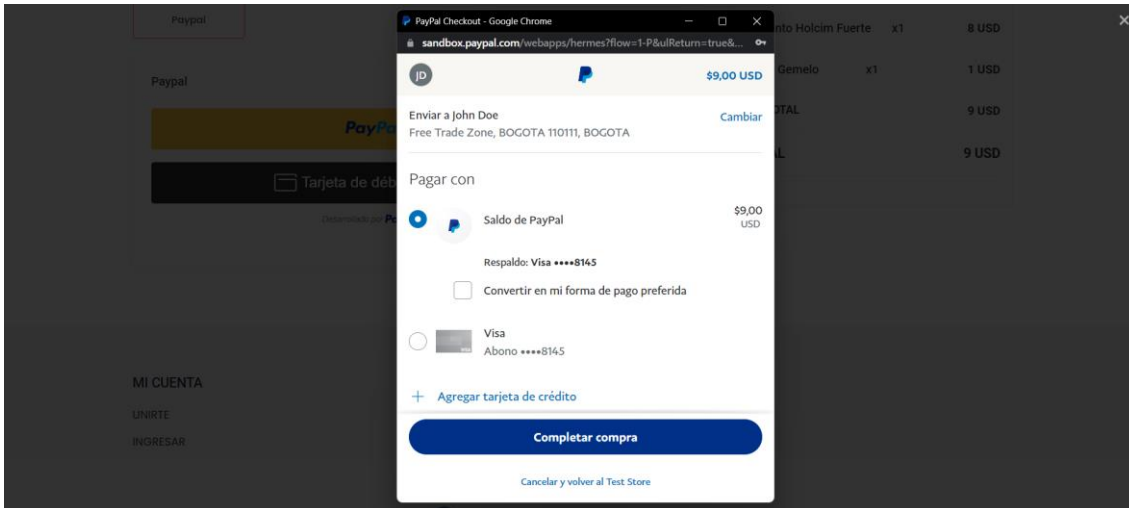 Paypal
Paypal
PayPa
Tarjeta de déb
MI CUENTA
UNIRTE
INGRESAR
PayPal Checkout - Google Chrome
sandbox.paypal.com/webapps/hermes?flow=1-P&ulReturn=true&...
JD
$9,00 USD
Enviar a John Doe
Cambiar
Free Trade Zone, BOGOTA 110111, BOGOTA
Pagar con
Saldo de PayPal
$9,00
USD
Respaldo: Visa ••••8145
Convertir en mi forma de pago preferida
Visa
Abono ••••8145
+ Agregar tarjeta de crédito
Completar compra
Cancelar y volver al Test Store
nto Holcim Fuerte x1 8 USD
Gemelo x1 1 USD
OTAL 9 USD
L 9 USD